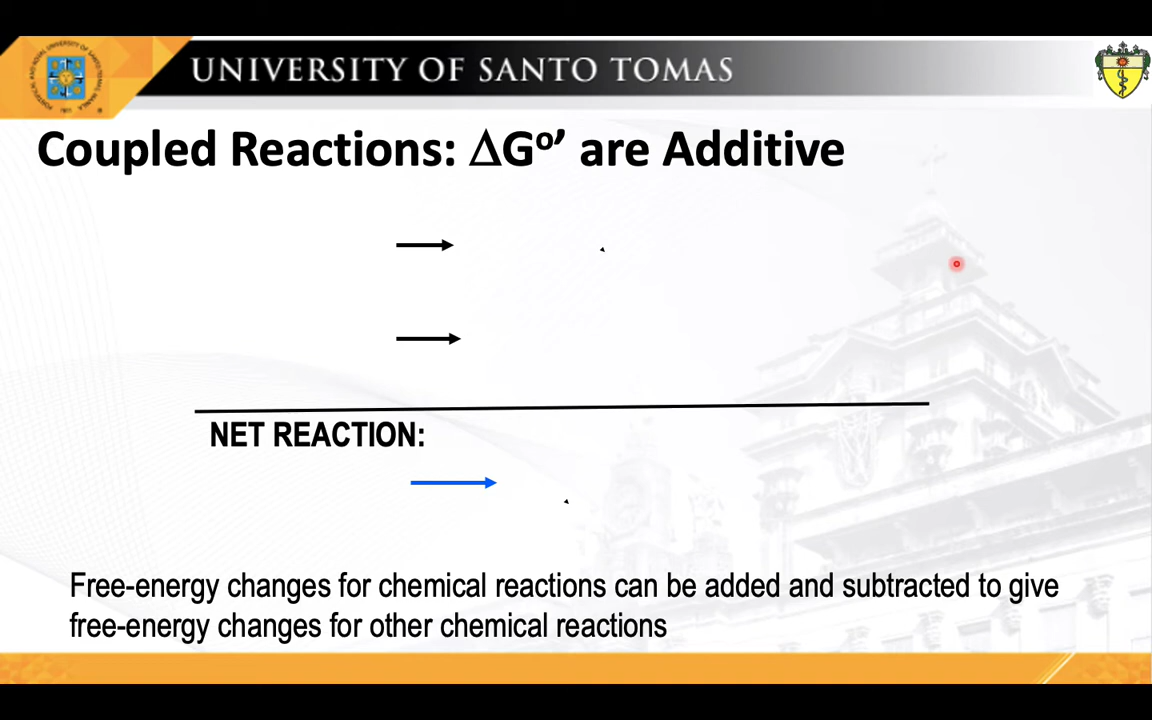 UNIVERSITY OF SANTO TOMAS
Coupled Reactions: ΔGº’ are Additive
NET REACTION:
Free-energy changes for chemical reactions can be added and subtracted to give
free-energy changes for other chemical reactions